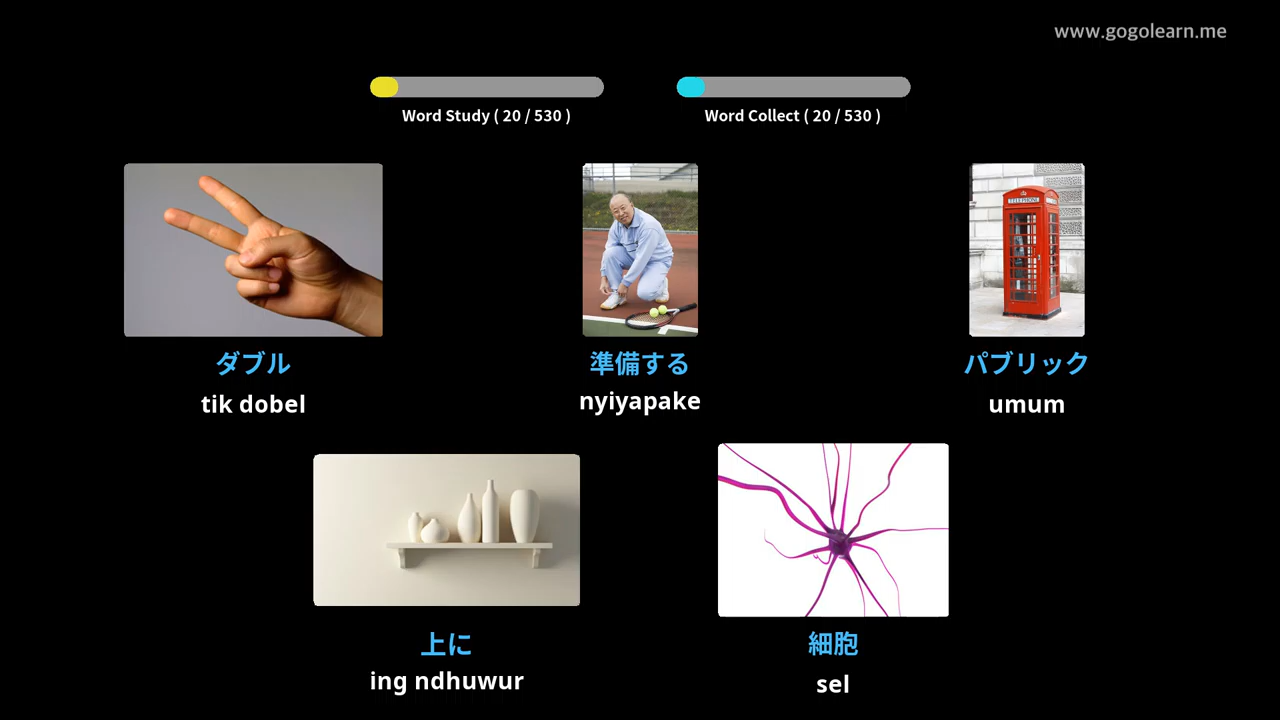 www.gogolearn.me
Word Study ( 20 / 530 )
Word Collect ( 20 / 530 )
TELEPHONE
ダブル
準備する
パブリック
tik dobel
nyiyapake
umum
上に
細胞
ing ndhuwur
sel